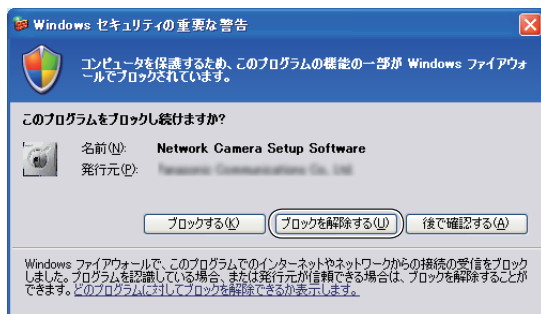 Windows セキュリティの重要な警告
コンピュータを保護するため、このプログラムの機能の一部が Windows ファイアウォ
ールでブロックされています。
このプログラムをブロックし続けますか?
名前(N): Network Camera Setup Software
発行元(P):
ブロックする(K) ブロックを解除する(U) 後で確認する(A)
Windows ファイアウォールで、このプログラムでのインターネットやネットワークからの接続の受信をブロック
しました。プログラムを認識している場合、または発行元が信頼できる場合は、ブロックを解除することが
できます。どのプログラムに対してブロックを解除できるか表示します。